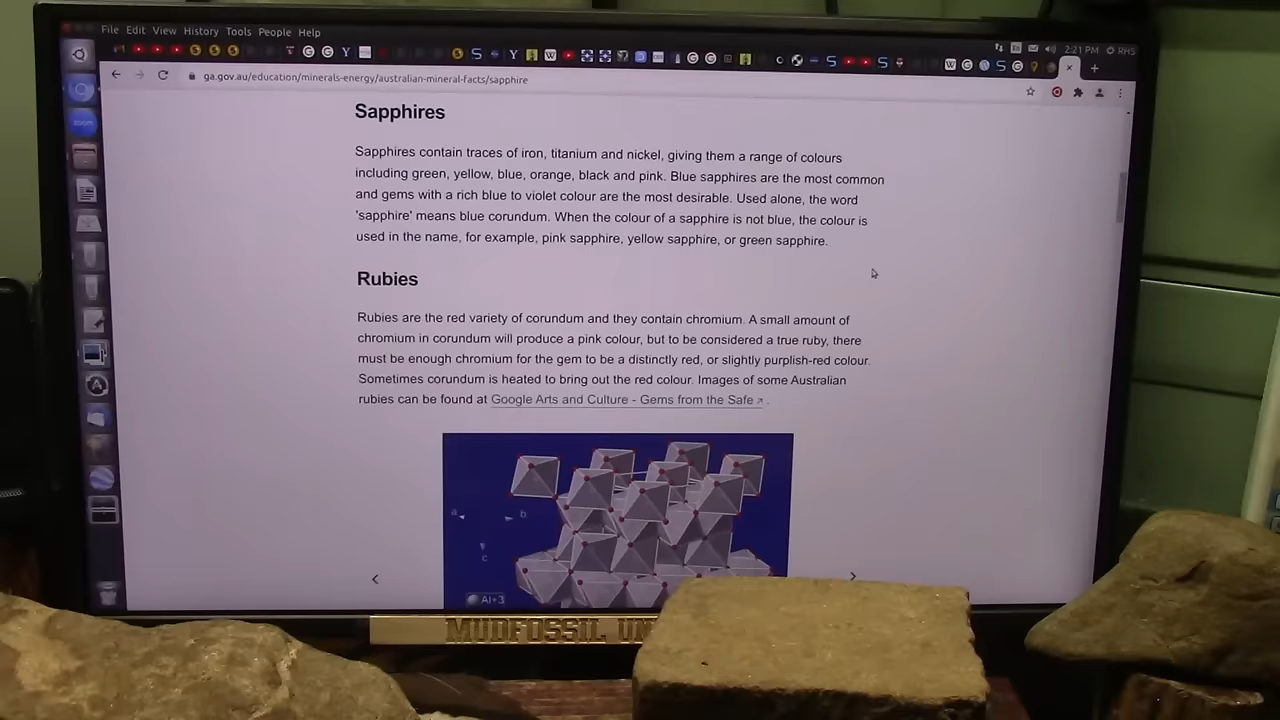 File Edit View History Tools People Help
2:21 PM RHS
ga.gov.au/education/minerals-energy/australian-mineral-facts/sapphire
zoom
Sapphires
Sapphires contain traces of iron, titanium and nickel, giving them a range of colours
including green, yellow, blue, orange, black and pink. Blue sapphires are the most common
and gems with a rich blue to violet colour are the most desirable. Used alone, the word
'sapphire' means blue corundum. When the colour of a sapphire is not blue, the colour is
used in the name, for example, pink sapphire, yellow sapphire, or green sapphire.
Rubies
Rubies are the red variety of corundum and they contain chromium. A small amount of
chromium in corundum will produce a pink colour, but to be considered a true ruby, there
must be enough chromium for the gem to be a distinctly red, or slightly purplish-red colour.
Sometimes corundum is heated to bring out the red colour. Images of some Australian
rubies can be found at Google Arts and Culture - Gems from the Safe ↗ .
a b
c
Al+3
MUDFOSSIL UN